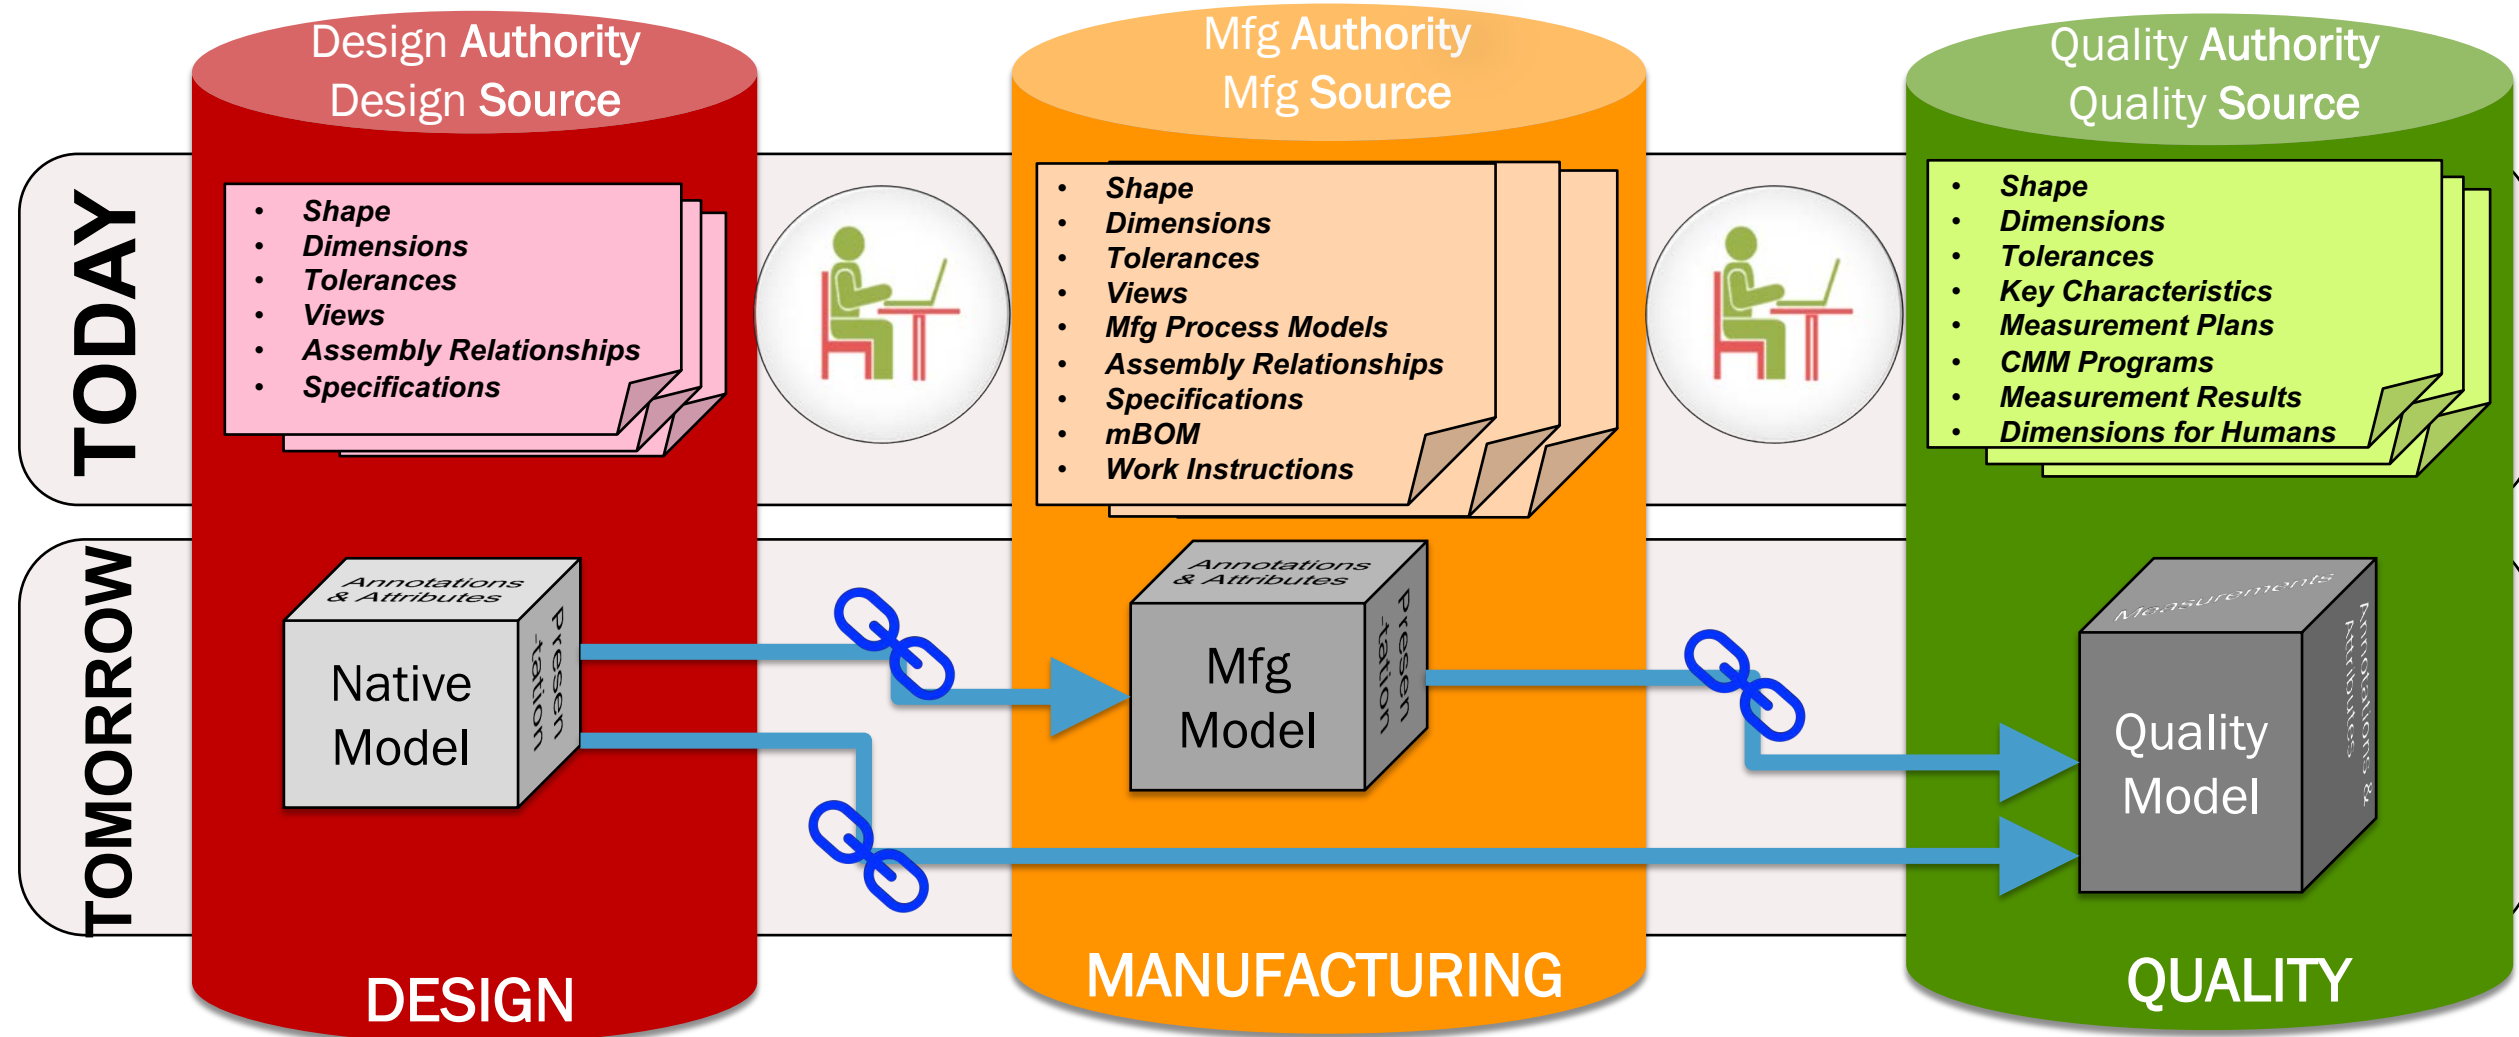 Design Authority
Design Source
Mfg Authority
Mfg Source
Quality Authority
Quality Source
TODAY
• Shape
• Dimensions
• Tolerances
• Views
• Assembly Relationships
• Specifications
• Shape
• Dimensions
• Tolerances
• Views
• Mfg Process Models
• Assembly Relationships
• Specifications
• mBOM
• Work Instructions
• Shape
• Dimensions
• Tolerances
• Key Characteristics
• Measurement Plans
• CMM Programs
• Measurement Results
• Dimensions for Humans
TOMORROW
Annotations
& Attributes
Native
Model
Presen
-tation
Annotations
& Attributes
Mfg
Model
Presen
-tation
Measurements
Quality
Model
Annotations &
Attributes
DESIGN
MANUFACTURING
QUALITY